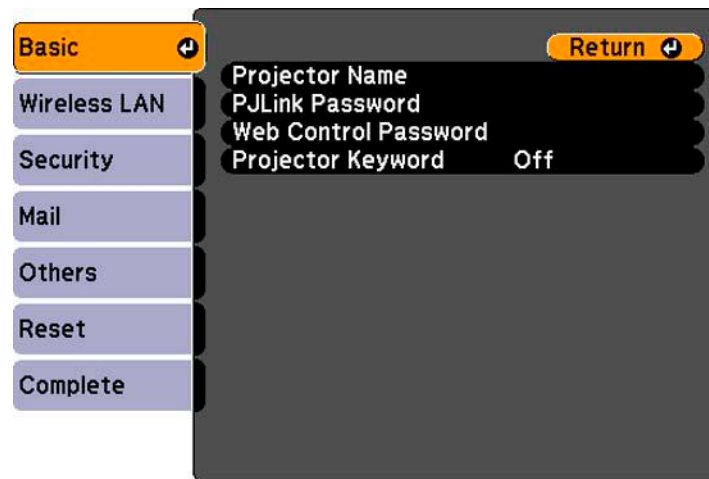 Basic
Wireless LAN
Security
Mail
Others
Reset
Complete
Return
Projector Name
PJLink Password
Web Control Password
Projector Keyword Off